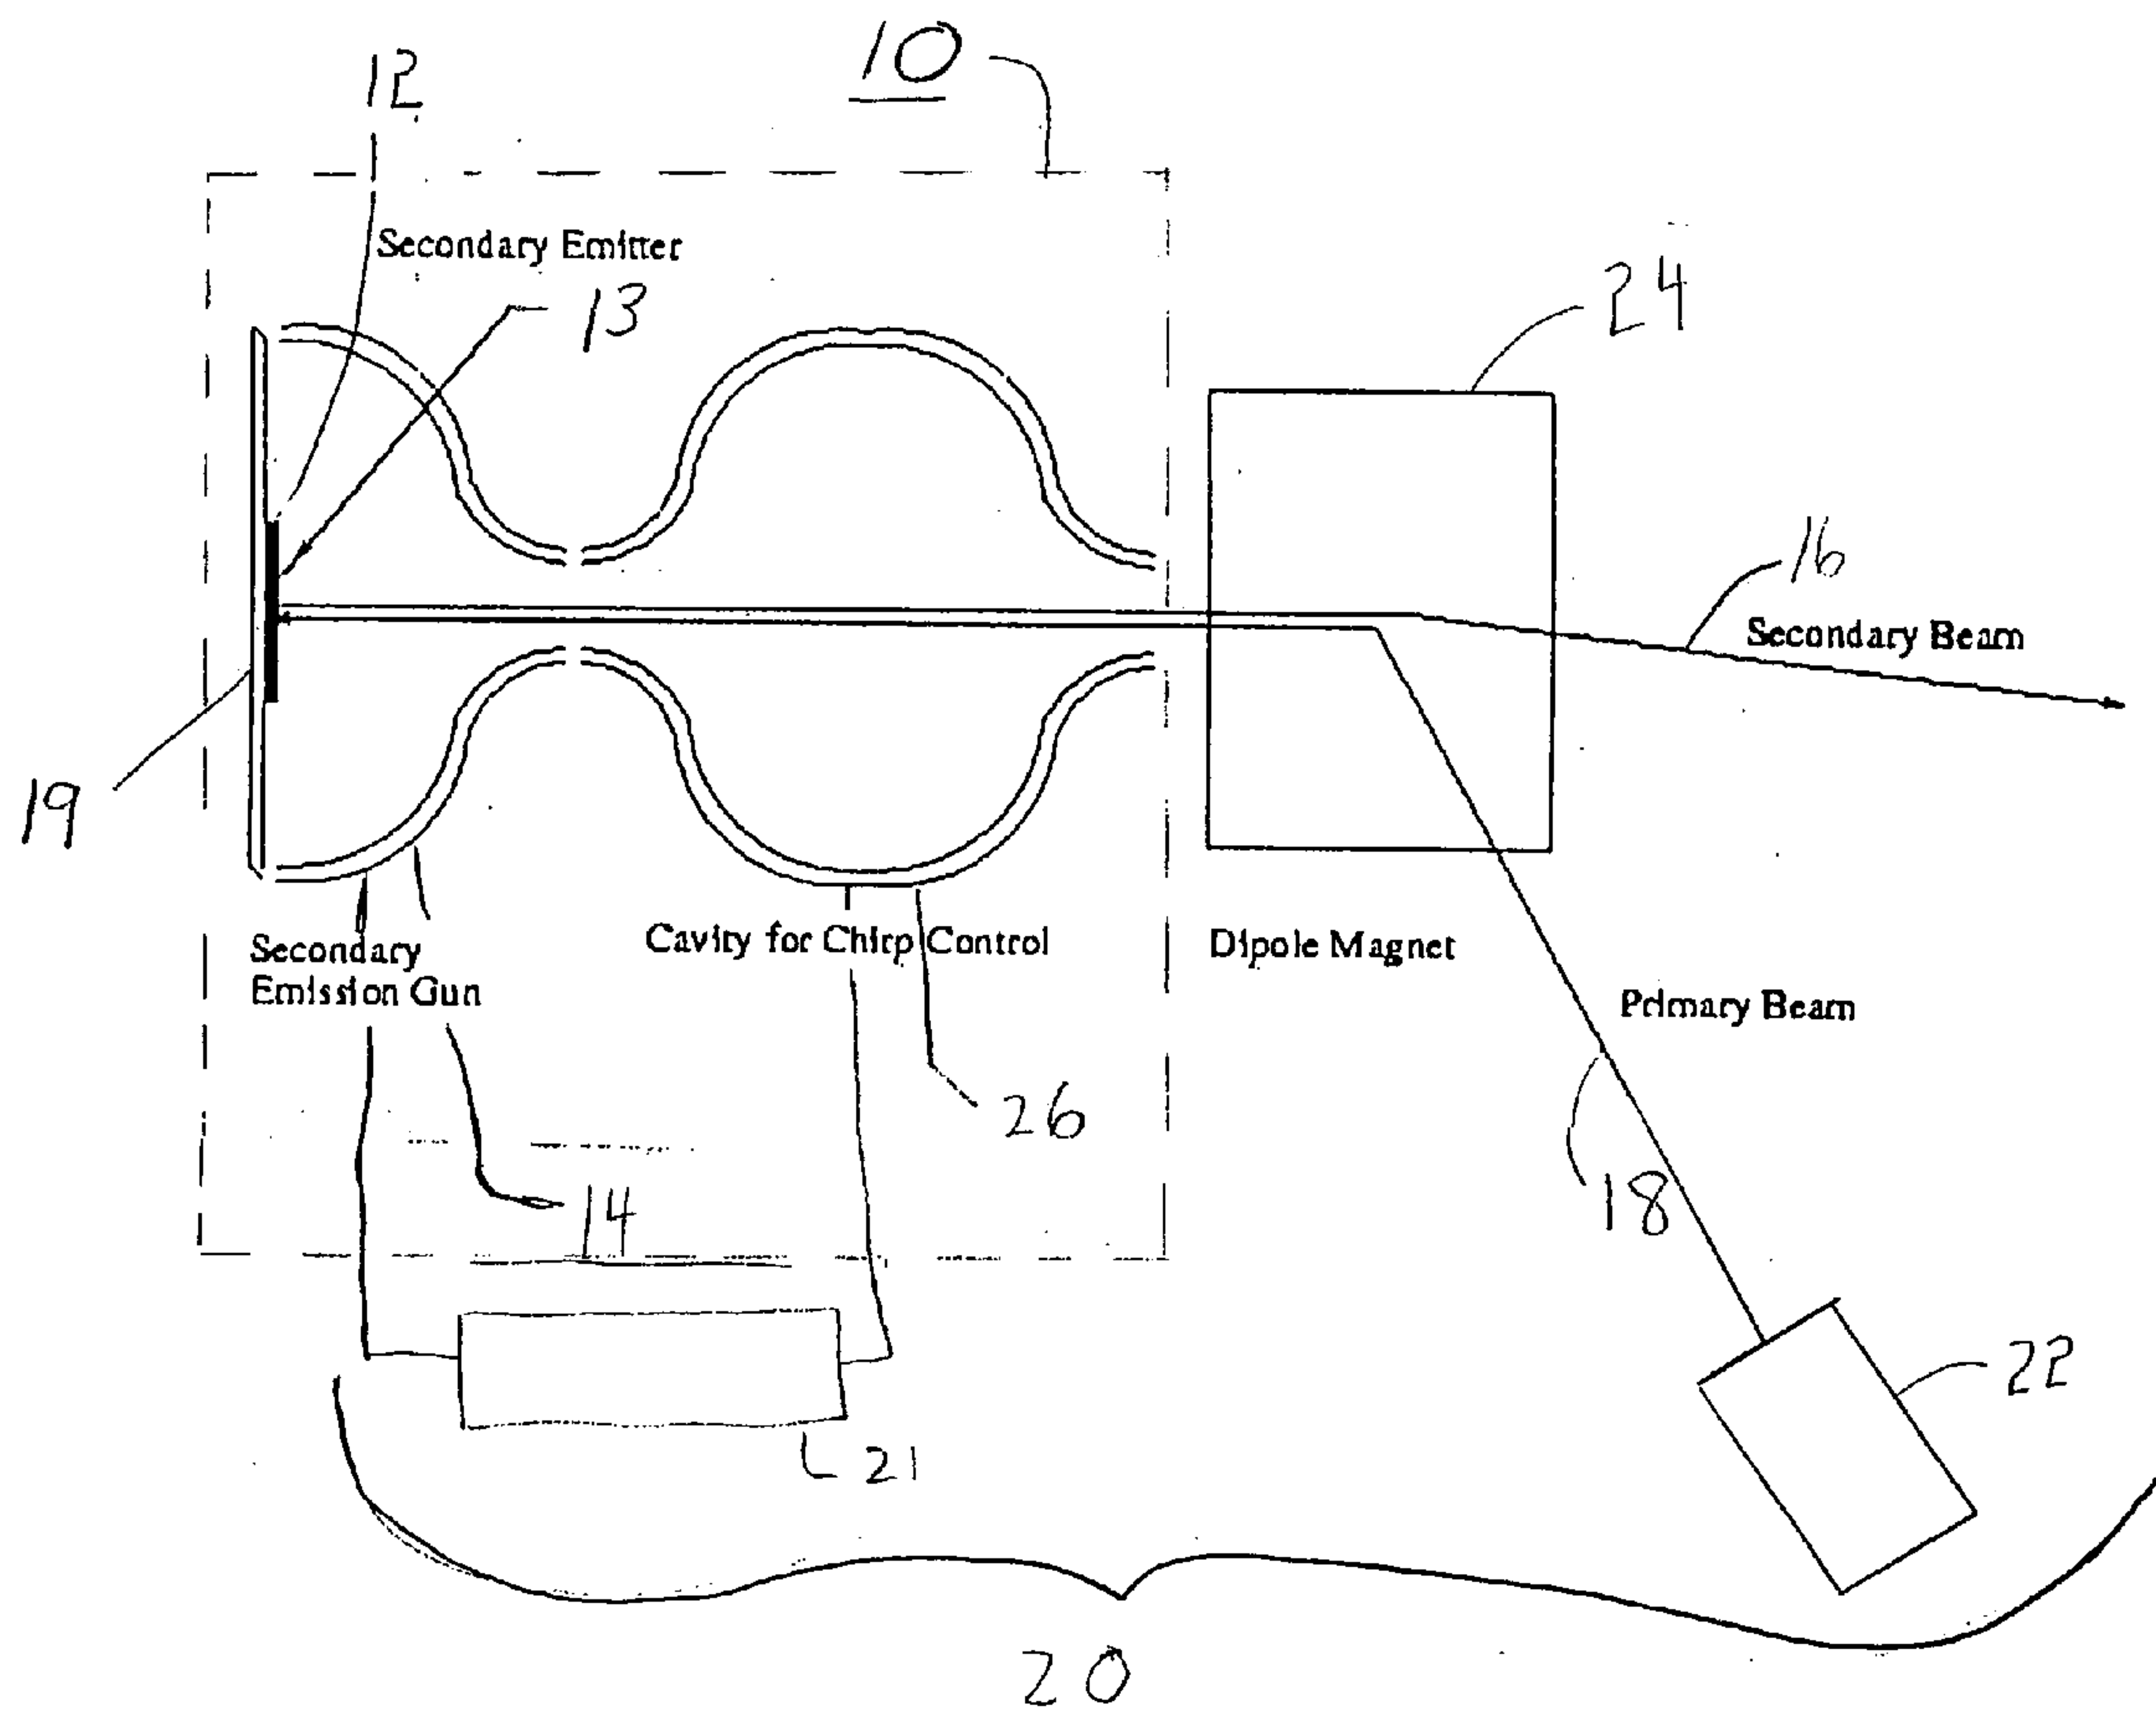 10
12
Secondary Emitter
13
24
16
Secondary Beam
19
Secondary
Emission Gun
Cavity for Chirp Control
Dipole Magnet
Primary Beam
26
18
14
22
21
20